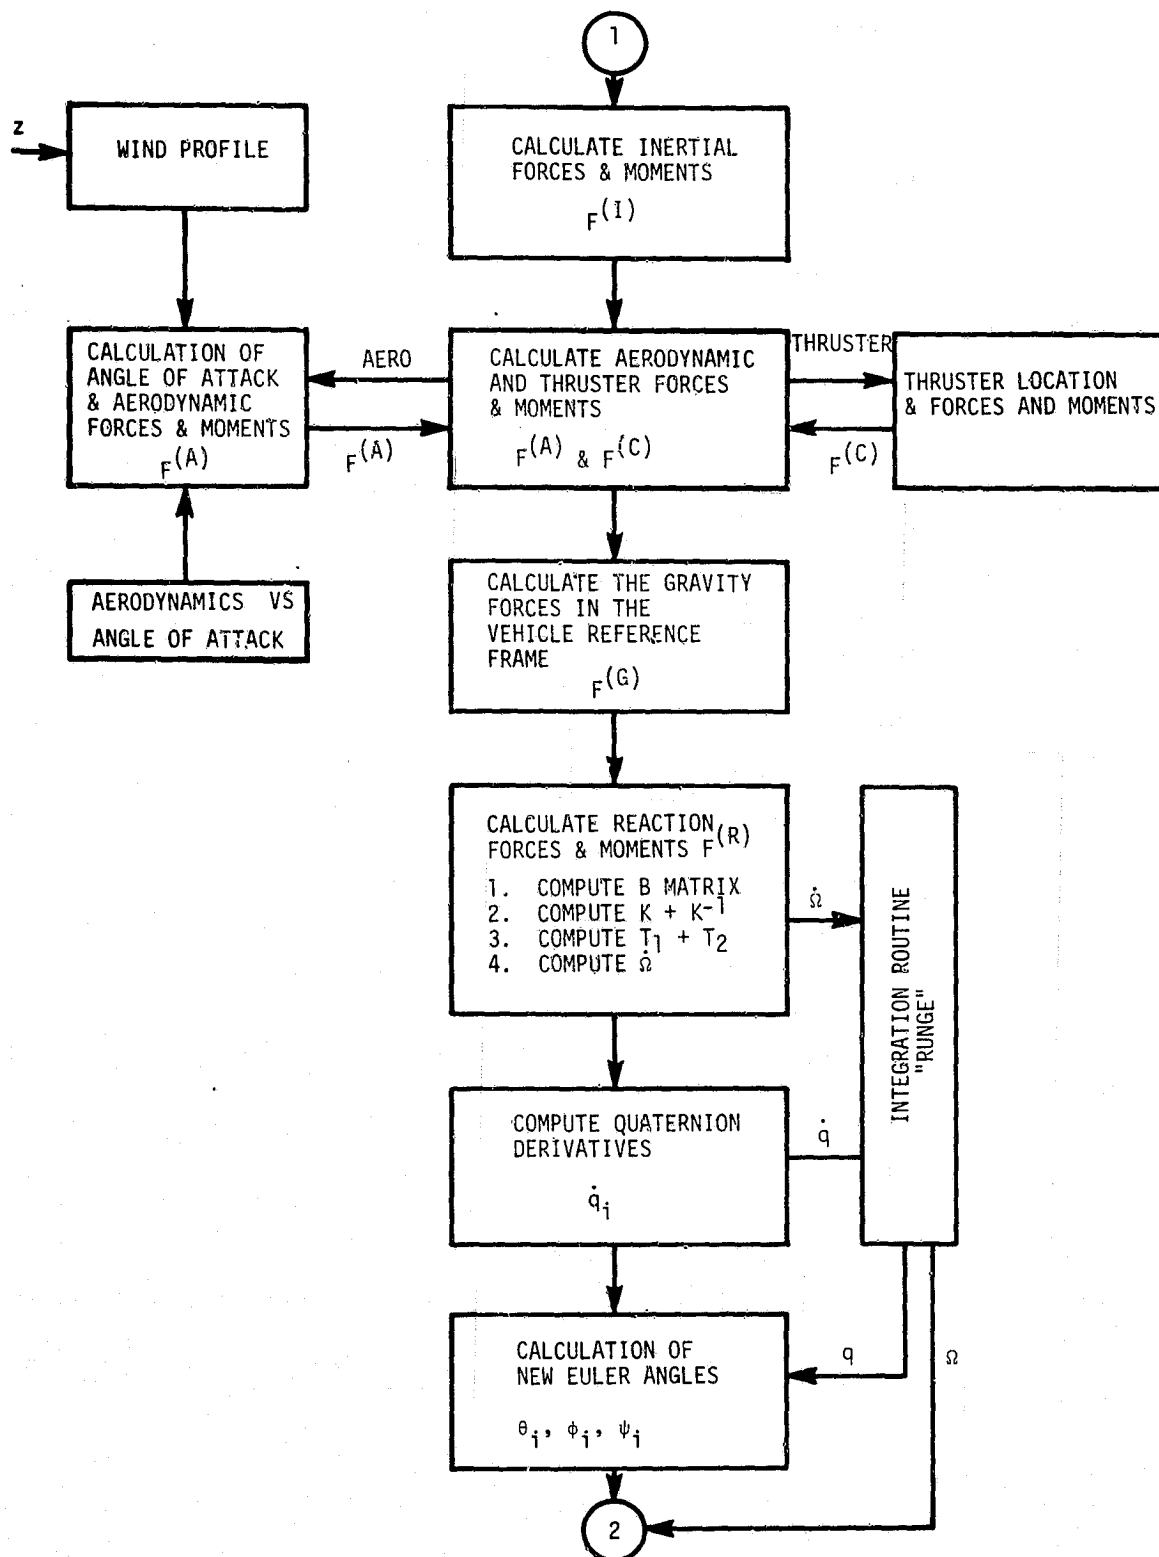 1
z
WIND PROFILE
CALCULATE INERTIAL
FORCES & MOMENTS
F(I)
CALCULATION OF
ANGLE OF ATTACK
& AERODYNAMIC
FORCES & MOMENTS
F(A)
AERO
F(A)
CALCULATE AERODYNAMIC
AND THRUSTER FORCES
& MOMENTS
F(A) & F(C)
THRUSTER
F(C)
THRUSTER LOCATION
& FORCES AND MOMENTS
AERODYNAMICS VS
ANGLE OF ATTACK
CALCULATE THE GRAVITY
FORCES IN THE
VEHICLE REFERENCE
FRAME
F(G)
CALCULATE REACTION
FORCES & MOMENTS F(R)
1. COMPUTE B MATRIX
2. COMPUTE K + K-1
3. COMPUTE T1 + T2
4. COMPUTE Ω̇
Ω̇
INTEGRATION ROUTINE
"RUNGE"
COMPUTE QUATERNION
DERIVATIVES
q̇i
q̇
CALCULATION OF
NEW EULER ANGLES
θi, φi, ψi
q
Ω
2